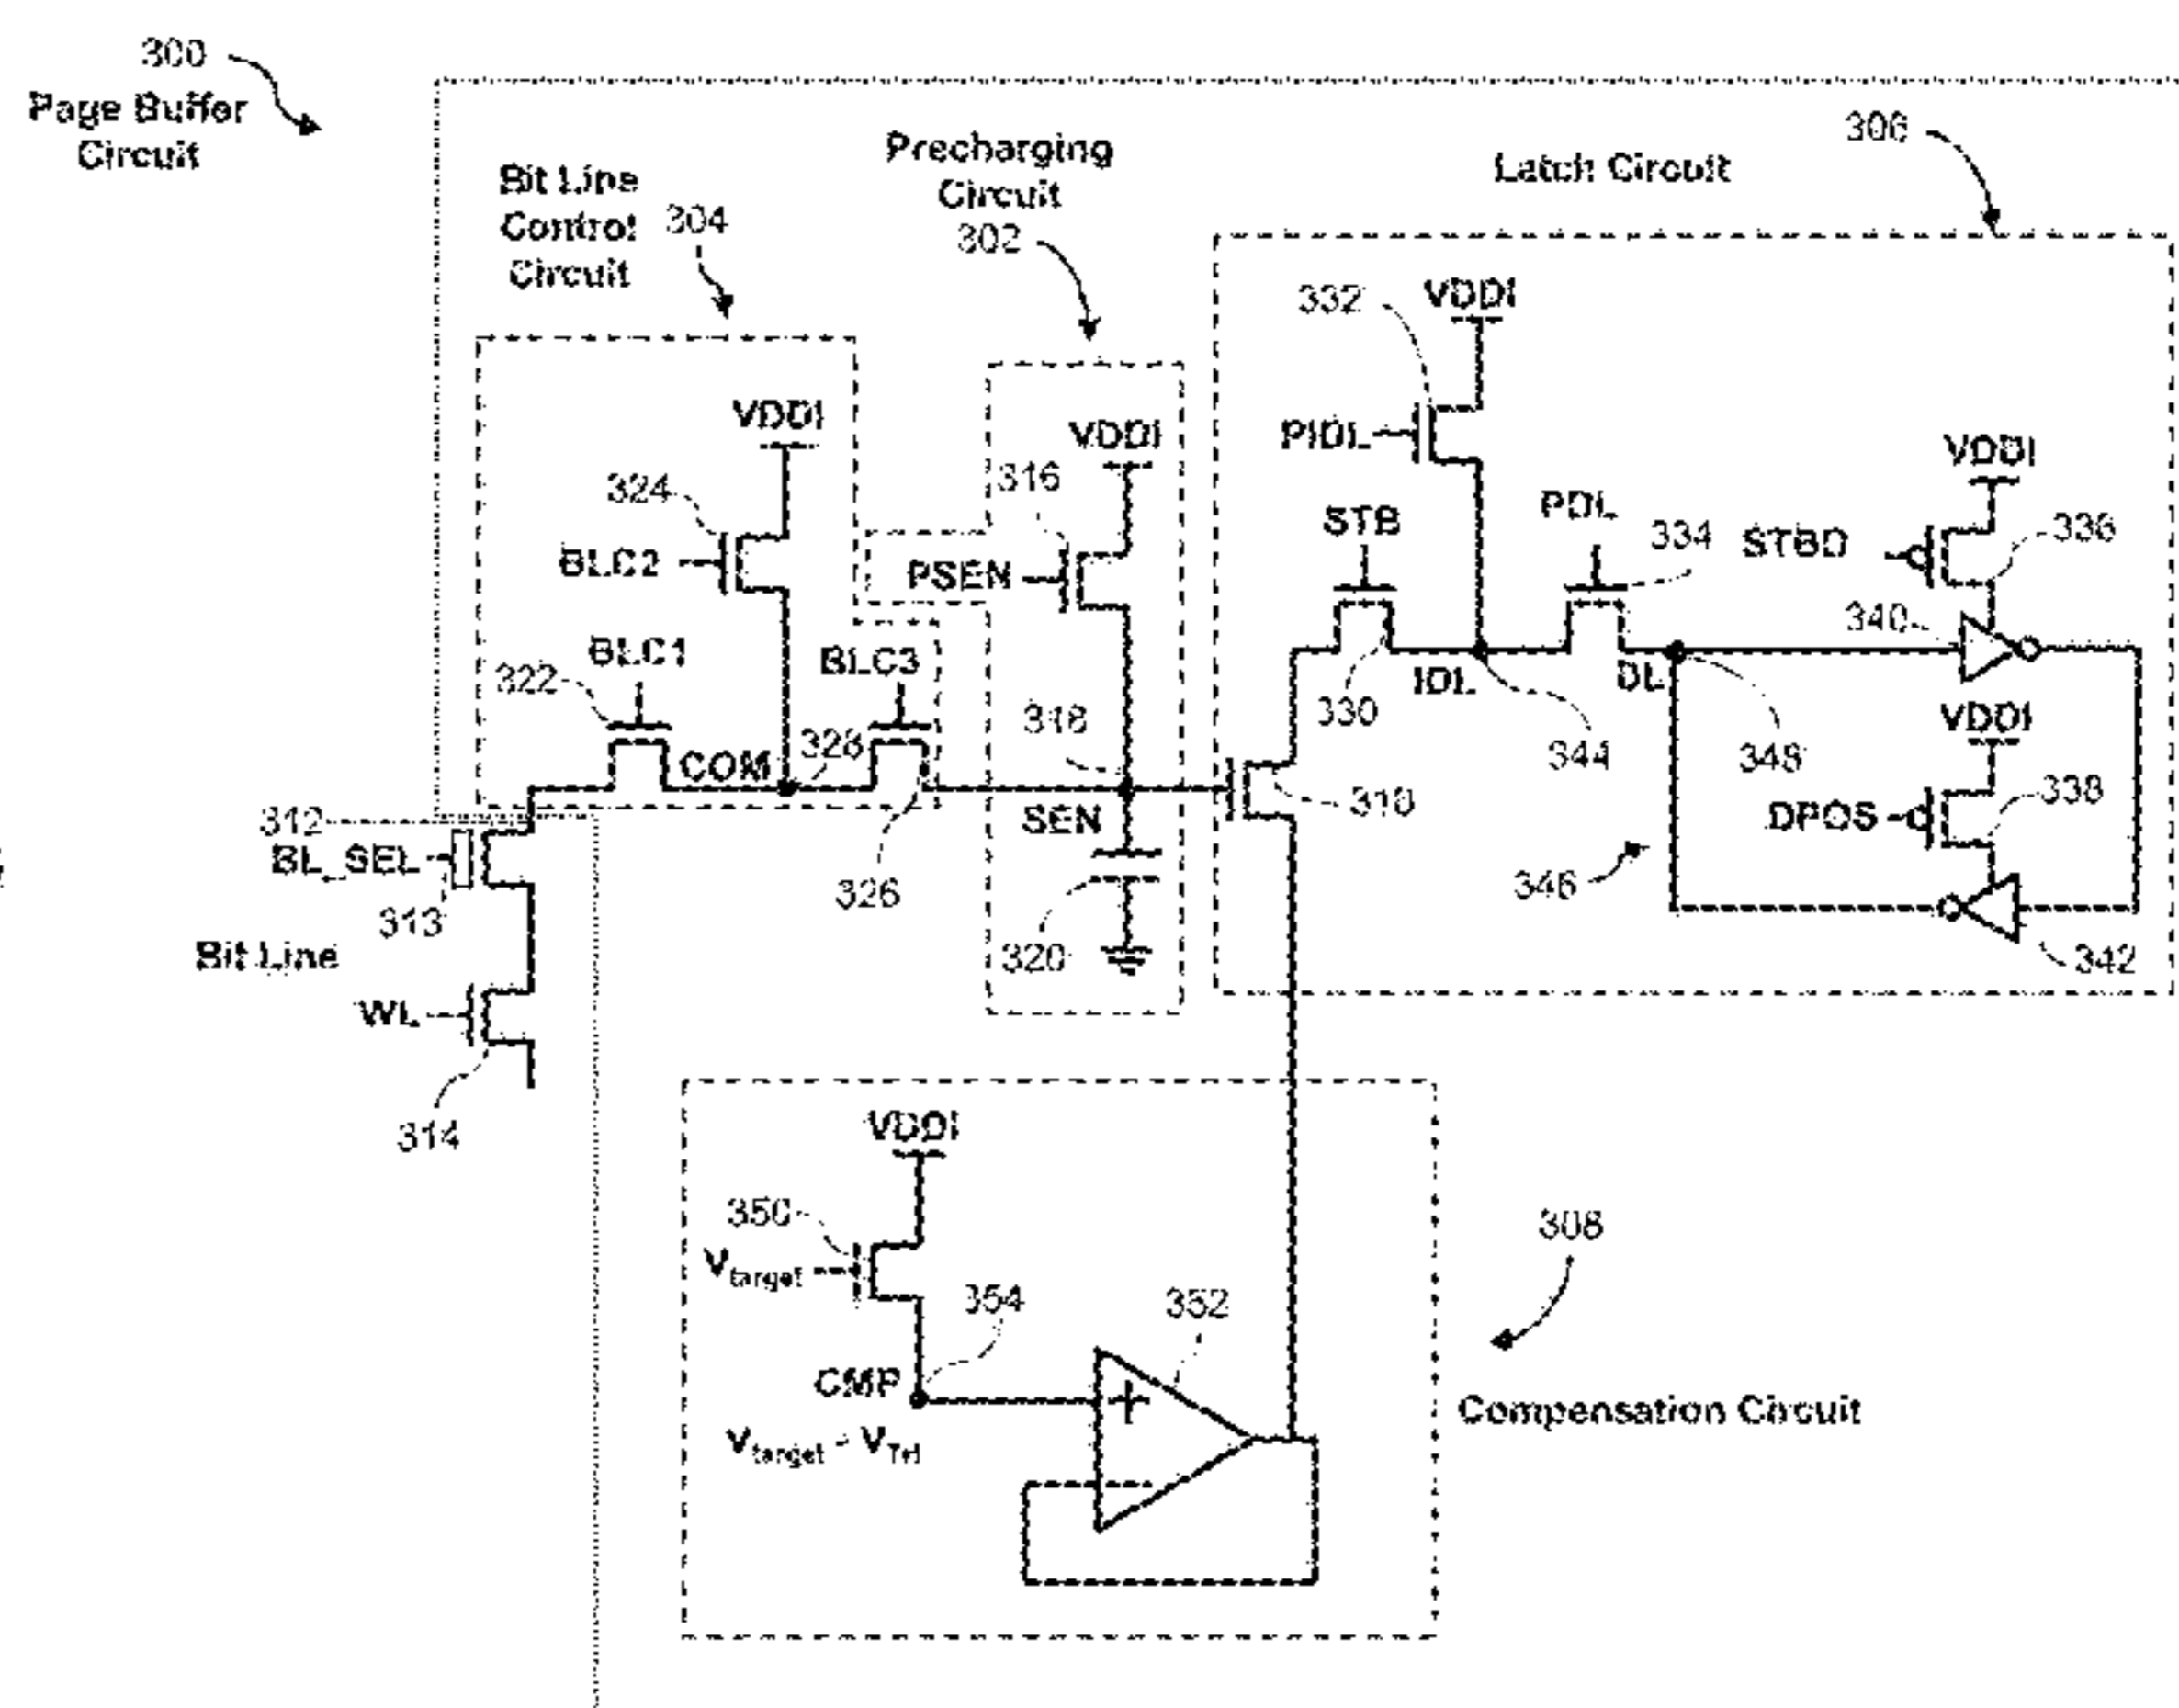 300
Page Buffer
Circuit
Bit Line
Control
Circuit
304
Precharging
Circuit
302
Latch Circuit
306
VDDI
324
BLC2
BLC1
322
COM
328
BLC3
326
VDDI
316
PSEN
318
SEN
320
332
VDDI
PIDL
STB
330
IDL
344
PDL
334
DL
348
STBD
VDDI
336
340
VDDI
DPOS
338
346
342
310
312
BL_SEL
313
Bit Line
WL
314
VDDI
350
Vtarget
354
CMP
Vtarget - VTrl
352
+
308
Compensation Circuit